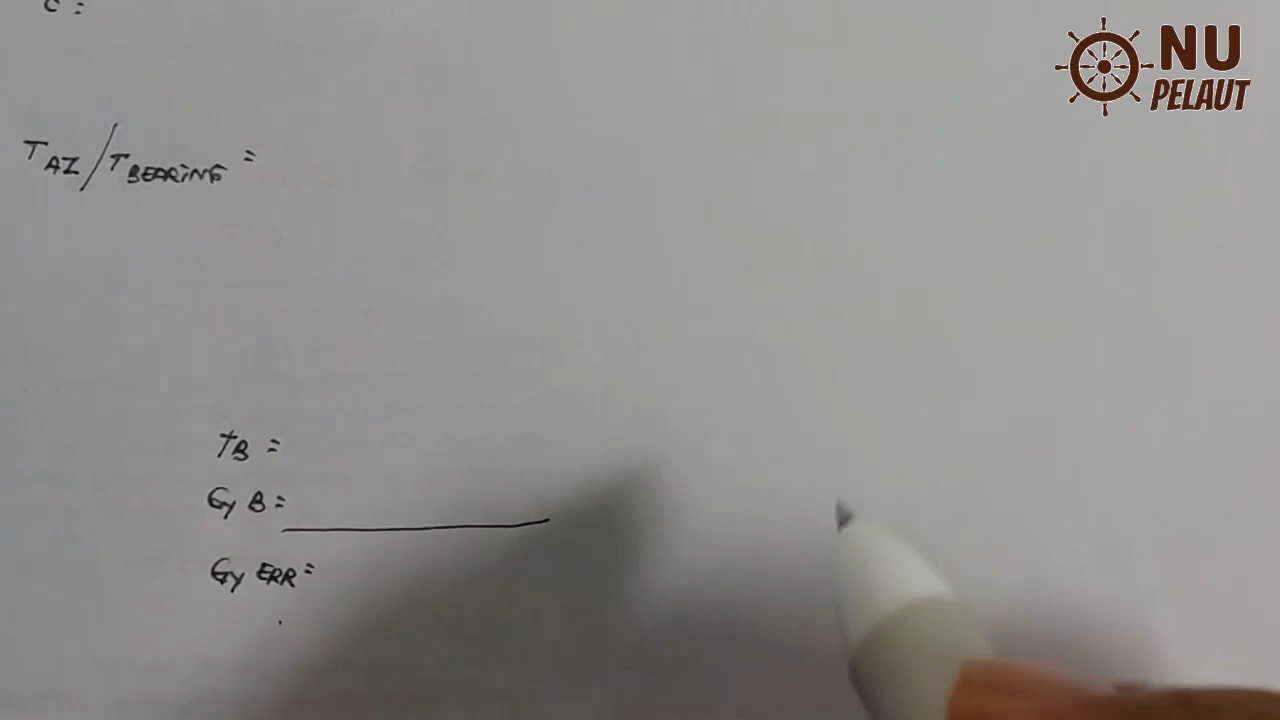 C =
NU
PELAUT
T AZ / T BEARING =
TB =
Gy B =
Gy ERR =